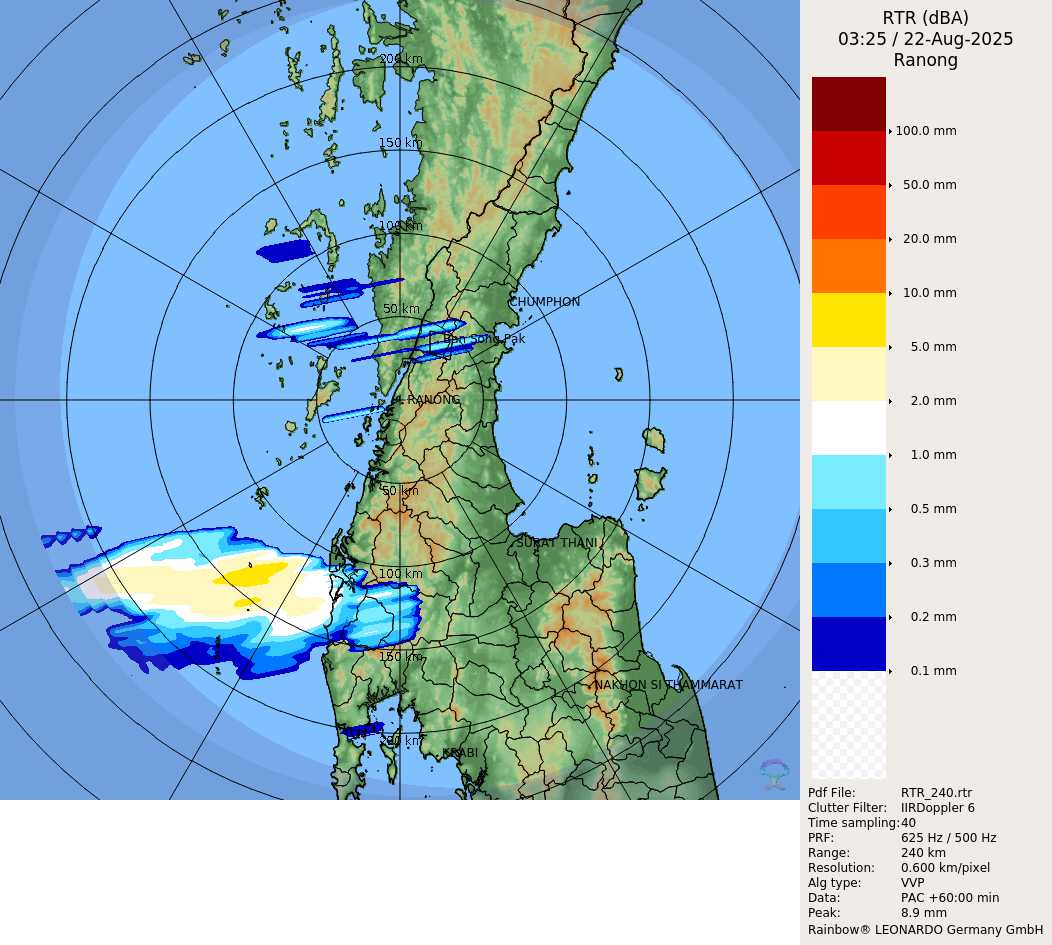 RTR (dBA)
03:25 / 22-Aug-2025
Ranong
200 km
150 km
100 km
50 km
CHUMPHON
Ban Song Pak
RANONG
50 km
SURAT THANI
100 km
150 km
NAKHON SI THAMMARAT
200 km
KRABI
100.0 mm
50.0 mm
20.0 mm
10.0 mm
5.0 mm
2.0 mm
1.0 mm
0.5 mm
0.3 mm
0.2 mm
0.1 mm
Pdf File: RTR_240.rtr
Clutter Filter: IIRDoppler 6
Time sampling:40
PRF: 625 Hz / 500 Hz
Range: 240 km
Resolution: 0.600 km/pixel
Alg type: VVP
Data: PAC +60:00 min
Peak: 8.9 mm
Rainbow® LEONARDO Germany GmbH